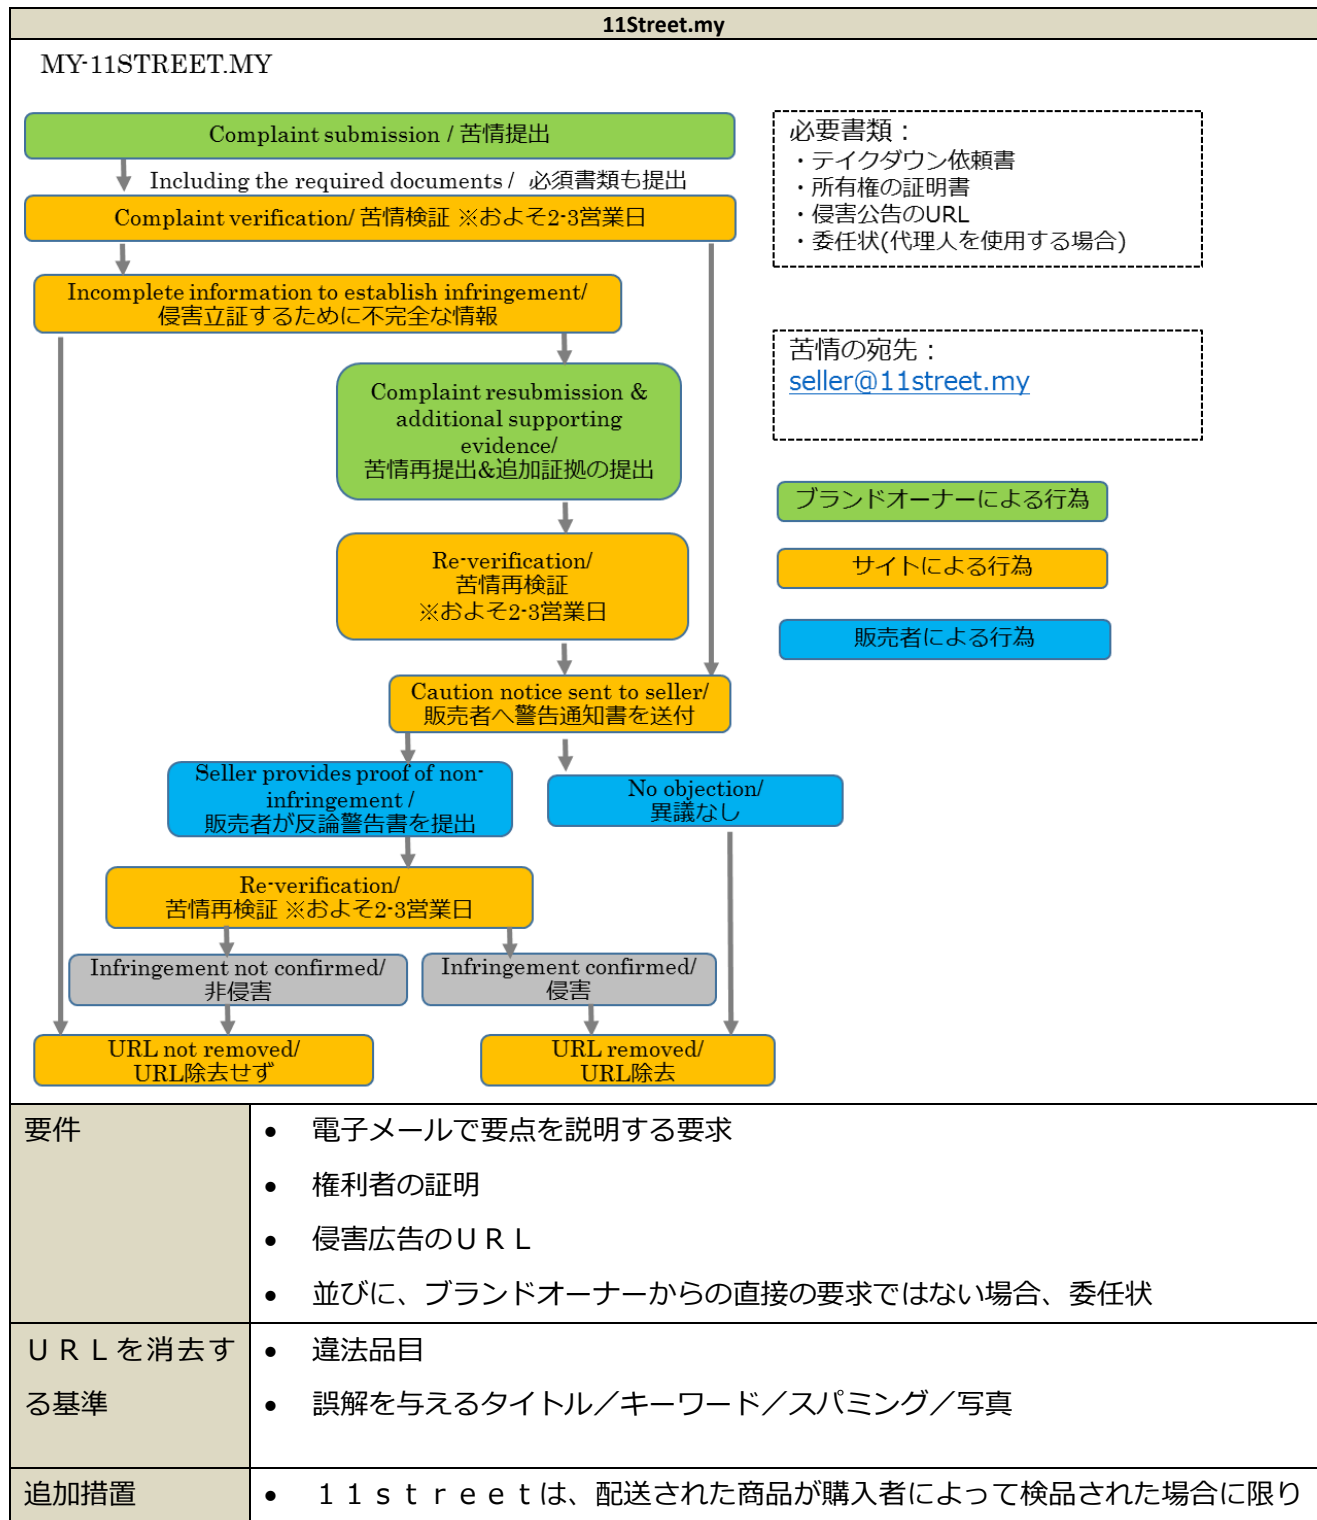 11Street.my
MY-11STREET.MY
Complaint submission / 苦情提出
Including the required documents / 必須書類も提出
Complaint verification/ 苦情検証 ※およそ2-3営業日
Incomplete information to establish infringement/
侵害立証するために不完全な情報
Complaint resubmission &
additional supporting
evidence/
苦情再提出&追加証拠の提出
Re-verification/
苦情再検証
※およそ2-3営業日
Caution notice sent to seller/
販売者へ警告通知書を送付
Seller provides proof of non-
infringement /
販売者が反論警告書を提出
No objection/
異議なし
Re-verification/
苦情再検証 ※およそ2-3営業日
Infringement not confirmed/
非侵害
Infringement confirmed/
侵害
URL not removed/
URL除去せず
URL removed/
URL除去
必要書類：
・テイクダウン依頼書
・所有権の証明書
・侵害公告のURL
・委任状(代理人を使用する場合)
苦情の宛先：
seller@11street.my
ブランドオーナーによる行為
サイトによる行為
販売者による行為
要件
• 電子メールで要点を説明する要求
• 権利者の証明
• 侵害広告のＵＲＬ
• 並びに、ブランドオーナーからの直接の要求ではない場合、委任状
ＵＲＬを消去す
る基準
• 違法品目
• 誤解を与えるタイトル／キーワード／スパミング／写真
追加措置
• １１ｓｔｒｅｅｔは、配送された商品が購入者によって検品された場合に限り